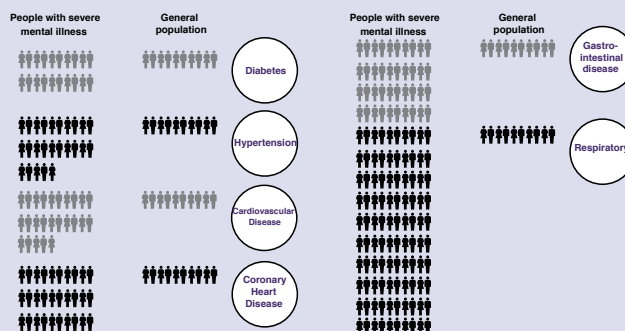 People with severe
mental illness
General
population
Diabetes
Hypertension
Cardiovascular
Disease
Coronary
Heart
Disease
People with severe
mental illness
General
population
Gastro-
intestinal
disease
Respiratory